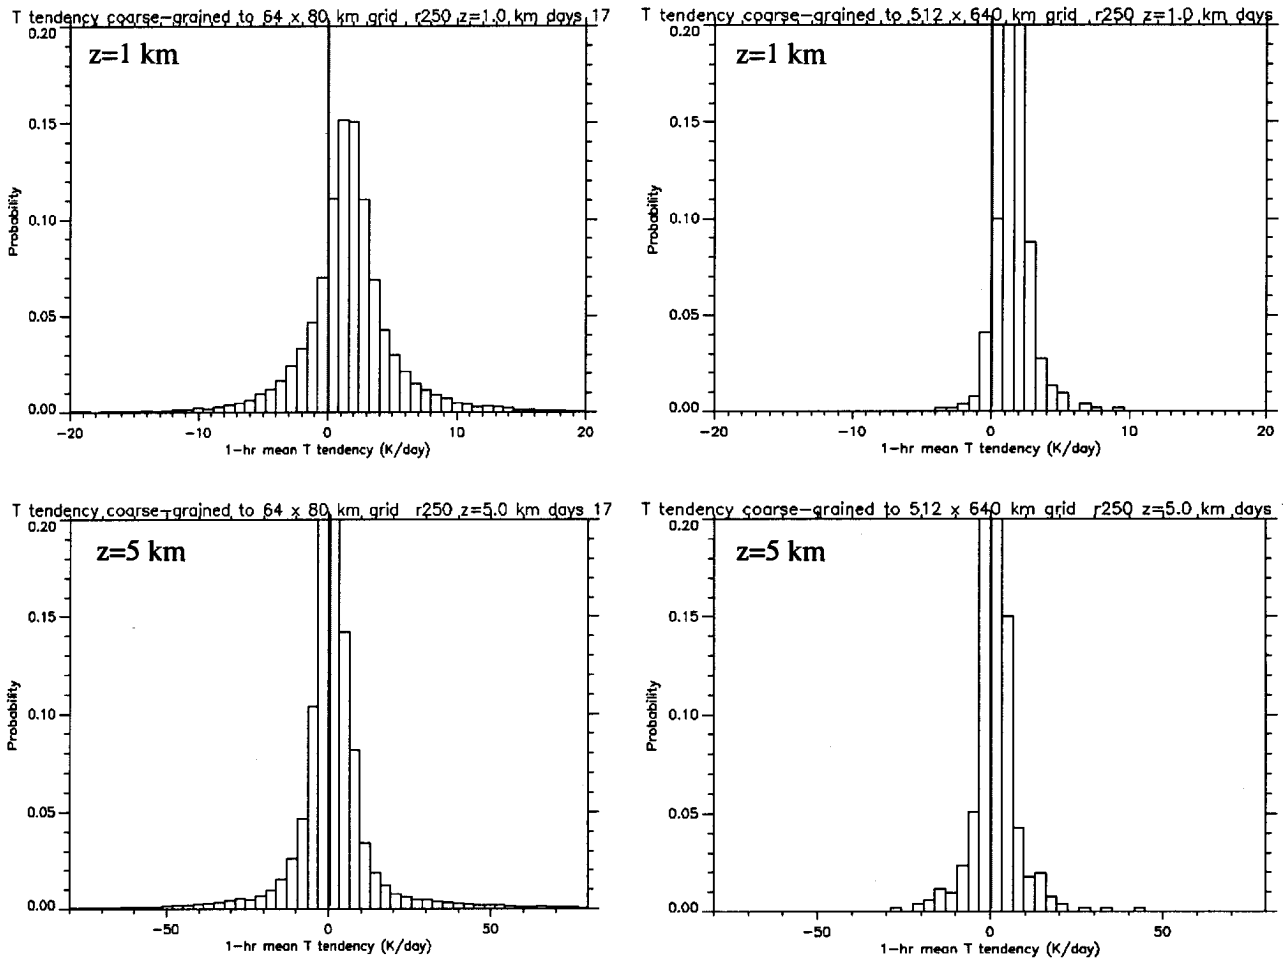 T tendency coarse-grained to 64 x 80 km grid r250 z=1.0 km days 17
z=1 km
0.20
0.15
0.10
0.05
0.00
Probability
-20 -10 0 10 20
1-hr mean T tendency (K/day)
T tendency coarse-grained to 512 x 640 km grid r250 z=1.0 km days
z=1 km
0.20
0.15
0.10
0.05
0.00
Probability
-20 -10 0 10 20
1-hr mean T tendency (K/day)
T tendency coarse-grained to 64 x 80 km grid r250 z=5.0 km days 17
z=5 km
0.20
0.15
0.10
0.05
0.00
Probability
-50 0 50
1-hr mean T tendency (K/day)
T tendency coarse-grained to 512 x 640 km grid r250 z=5.0 km days
z=5 km
0.20
0.15
0.10
0.05
0.00
Probability
-50 0 50
1-hr mean T tendency (K/day)